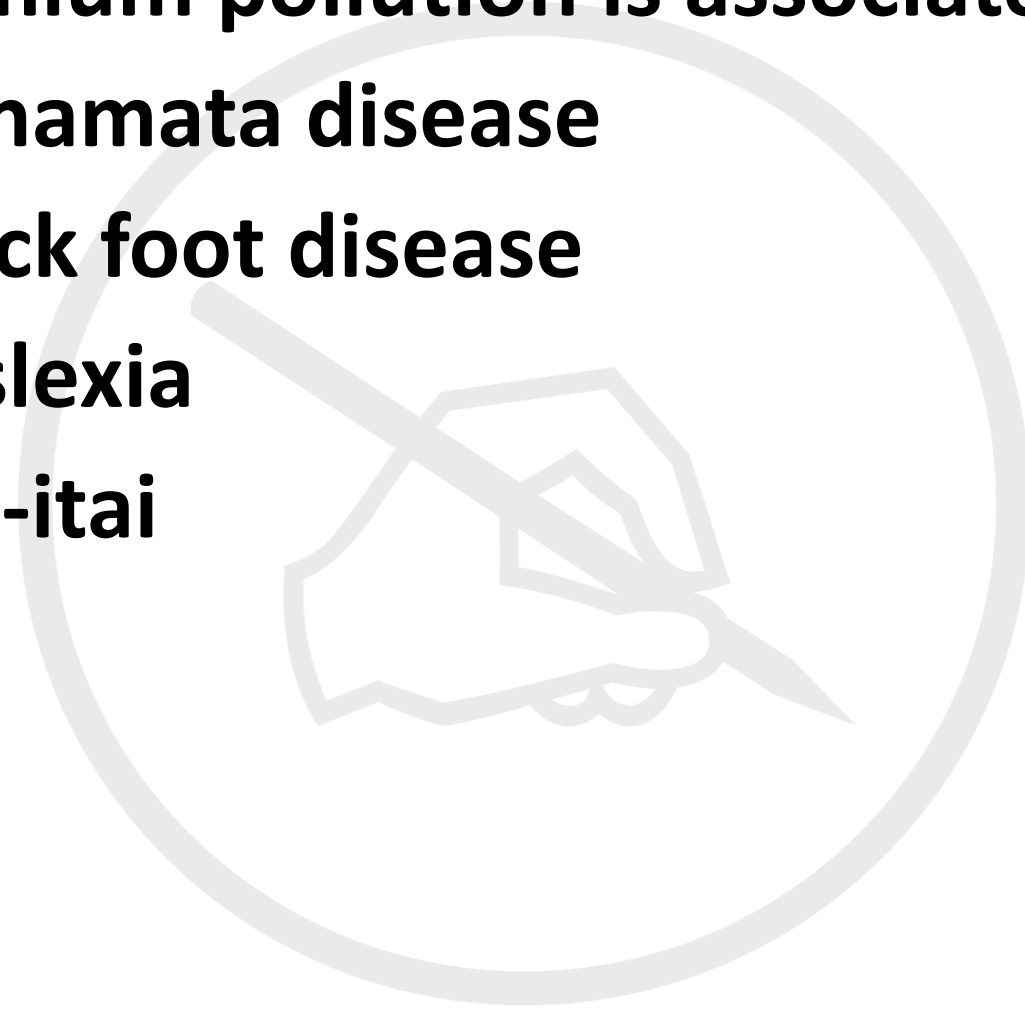 nium pollution is associate
namata disease
ck foot disease
slexia
-itai